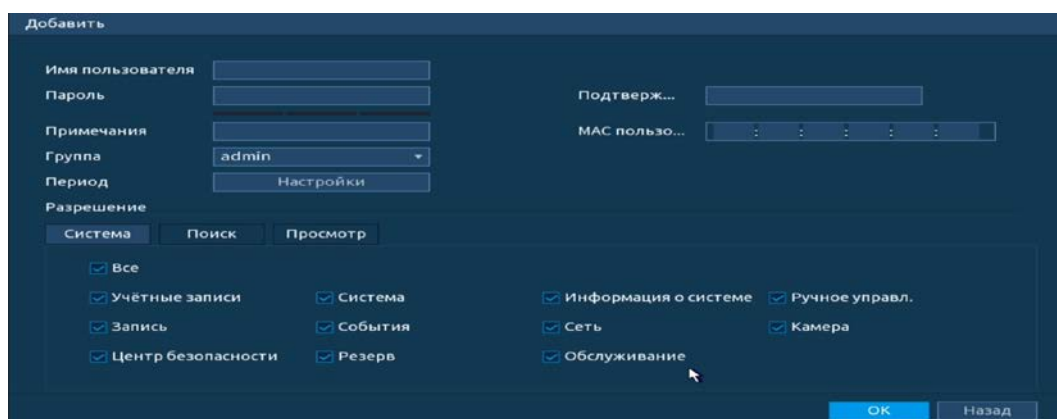 Добавить
Имя пользователя
Пароль Подтверж...
Примечания MAC пользо... : : : : :
Группа admin
Период Настройки
Разрешение
Система Поиск Просмотр
Все
Учётные записи Система Информация о системе Ручное управл.
Запись События Сеть Камера
Центр безопасности Резерв Обслуживание
OK Назад